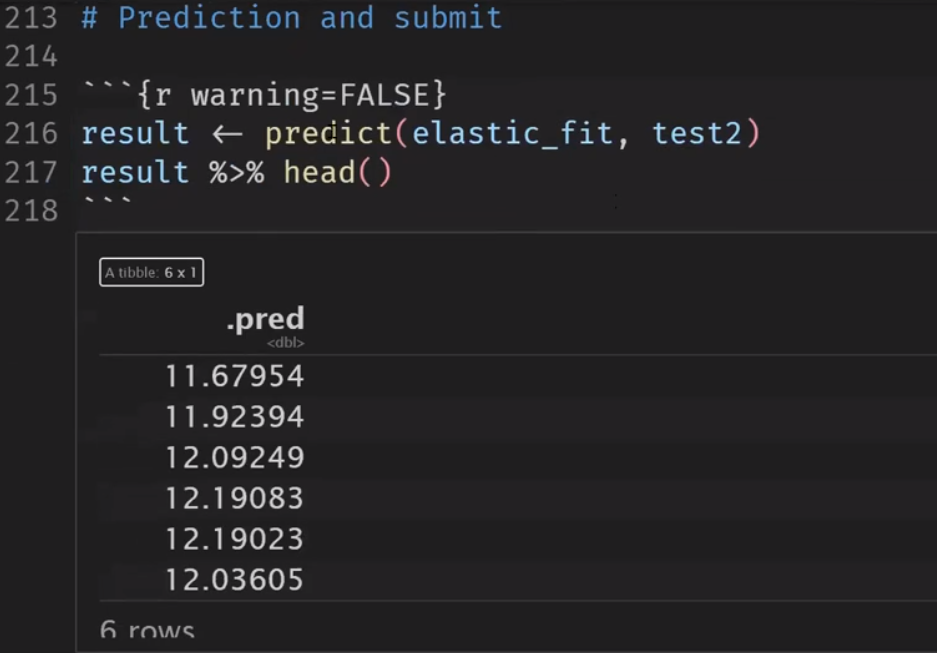 213 # Prediction and submit
214
215 ```{r warning=FALSE}
216 result <- predict(elastic_fit, test2)
217 result %>% head()
218 ```
A tibble: 6 x 1
.pred
<dbl>
11.67954
11.92394
12.09249
12.19083
12.19023
12.03605
6 rows